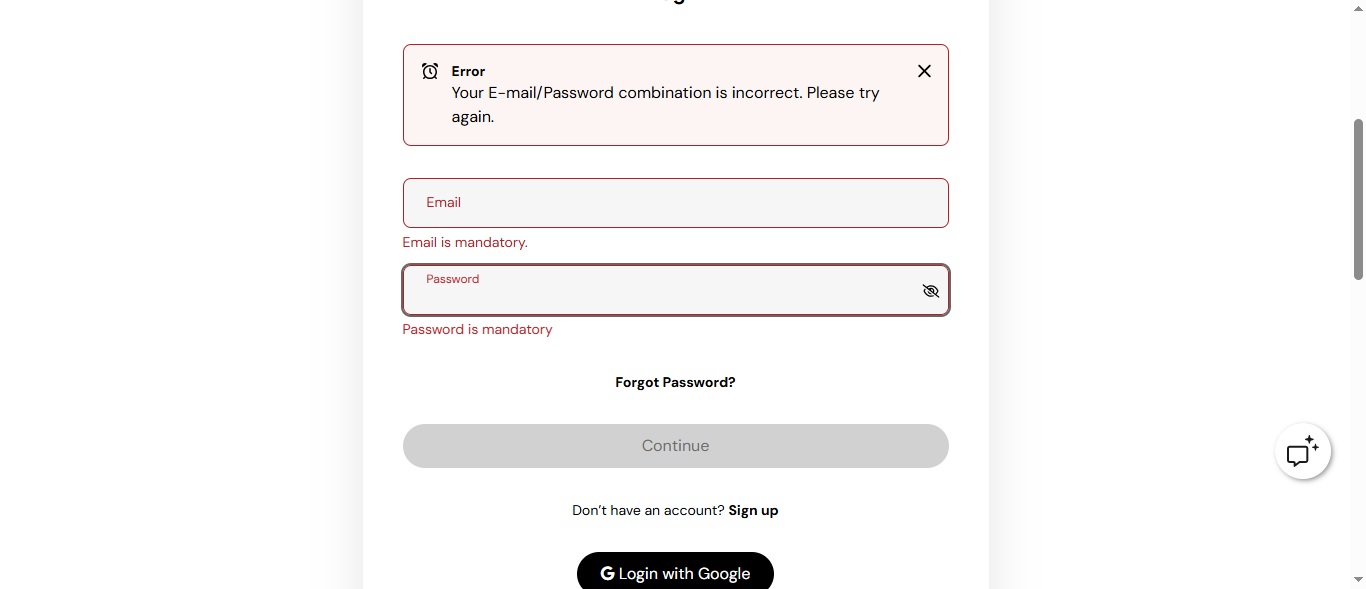 Error
Your E-mail/Password combination is incorrect. Please try
again.
Email
Email is mandatory.
Password
Password is mandatory
Forgot Password?
Continue
Don’t have an account? Sign up
Login with Google